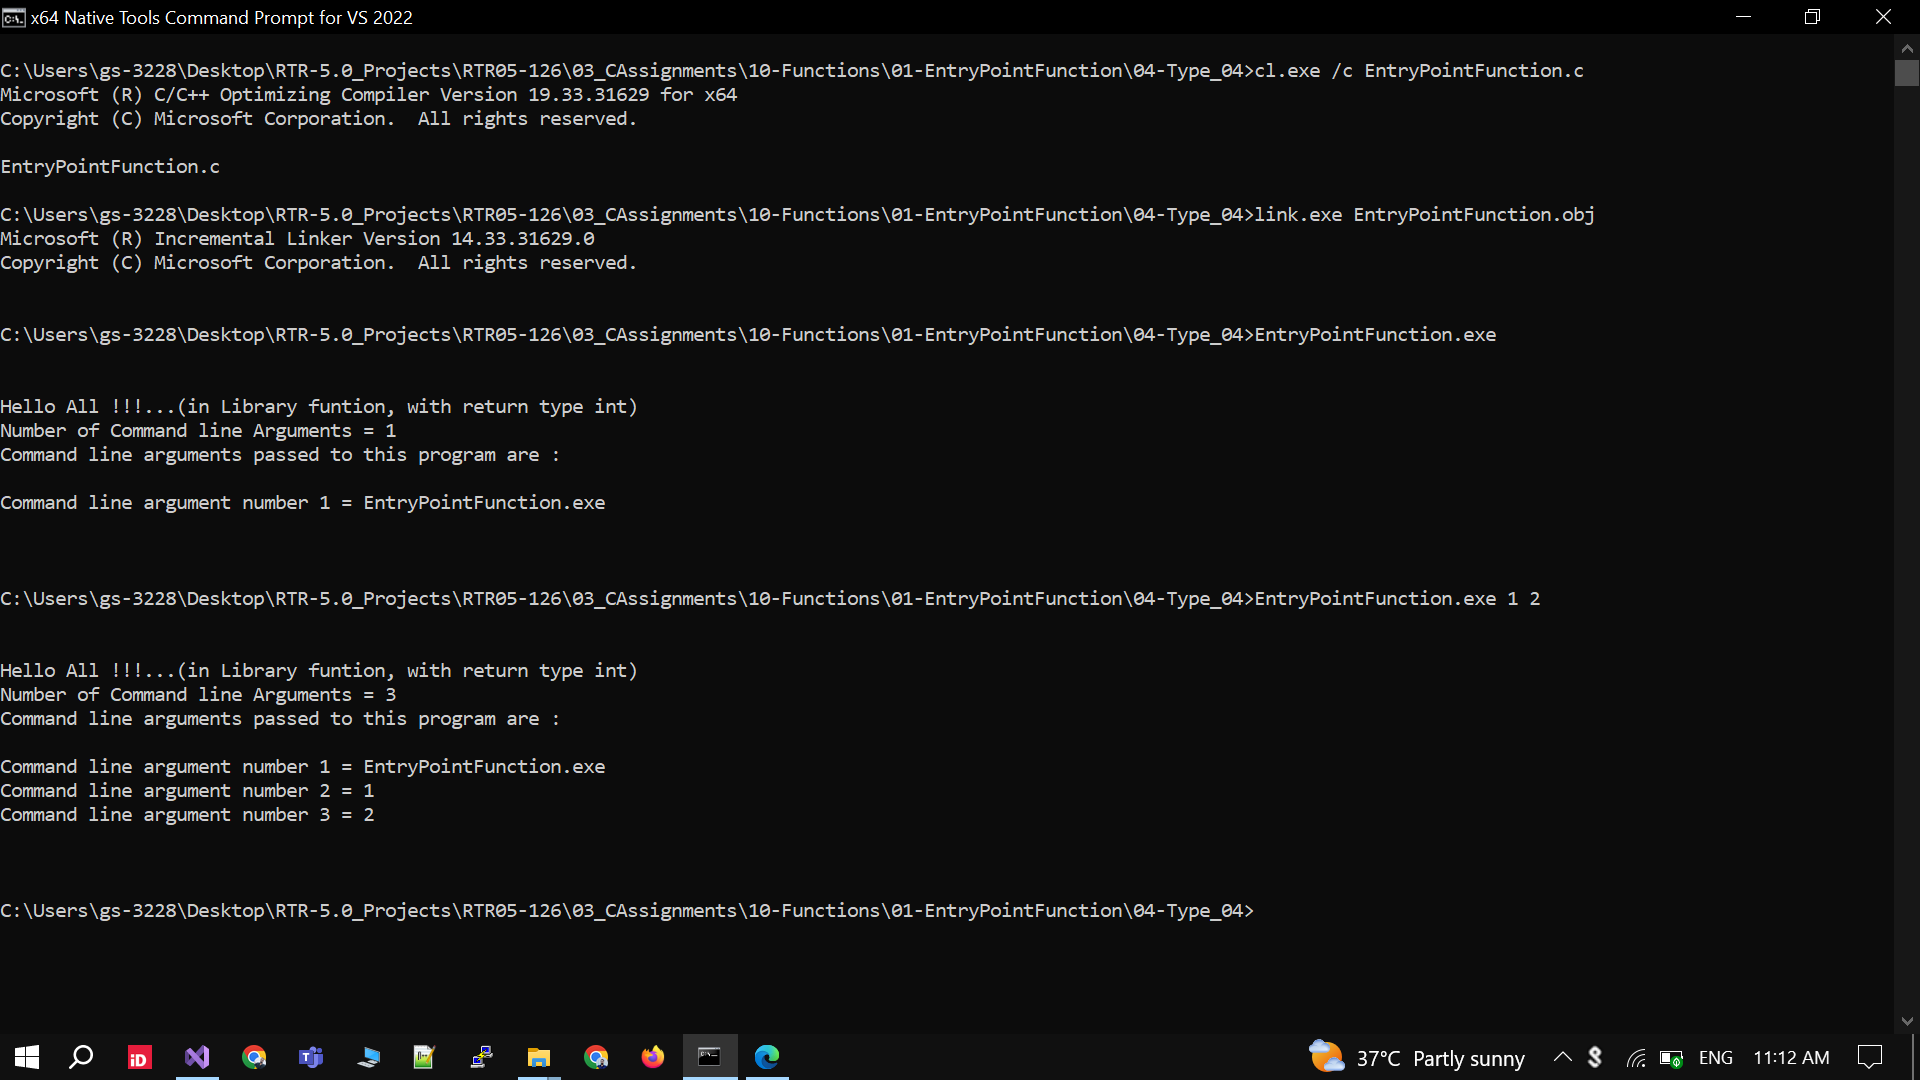 x64 Native Tools Command Prompt for VS 2022
C:\Users\gs-3228\Desktop\RTR-5.0_Projects\RTR05-126\03_CAssignments\10-Functions\01-EntryPointFunction\04-Type_04>cl.exe /c EntryPointFunction.c
Microsoft (R) C/C++ Optimizing Compiler Version 19.33.31629 for x64
Copyright (C) Microsoft Corporation.  All rights reserved.
EntryPointFunction.c
C:\Users\gs-3228\Desktop\RTR-5.0_Projects\RTR05-126\03_CAssignments\10-Functions\01-EntryPointFunction\04-Type_04>link.exe EntryPointFunction.obj
Microsoft (R) Incremental Linker Version 14.33.31629.0
Copyright (C) Microsoft Corporation.  All rights reserved.
C:\Users\gs-3228\Desktop\RTR-5.0_Projects\RTR05-126\03_CAssignments\10-Functions\01-EntryPointFunction\04-Type_04>EntryPointFunction.exe
Hello All !!!...(in Library funtion, with return type int)
Number of Command line Arguments = 1
Command line arguments passed to this program are :
Command line argument number 1 = EntryPointFunction.exe
C:\Users\gs-3228\Desktop\RTR-5.0_Projects\RTR05-126\03_CAssignments\10-Functions\01-EntryPointFunction\04-Type_04>EntryPointFunction.exe 1 2
Hello All !!!...(in Library funtion, with return type int)
Number of Command line Arguments = 3
Command line arguments passed to this program are :
Command line argument number 1 = EntryPointFunction.exe
Command line argument number 2 = 1
Command line argument number 3 = 2
C:\Users\gs-3228\Desktop\RTR-5.0_Projects\RTR05-126\03_CAssignments\10-Functions\01-EntryPointFunction\04-Type_04>
iD
37°C Partly sunny ENG 11:12 AM